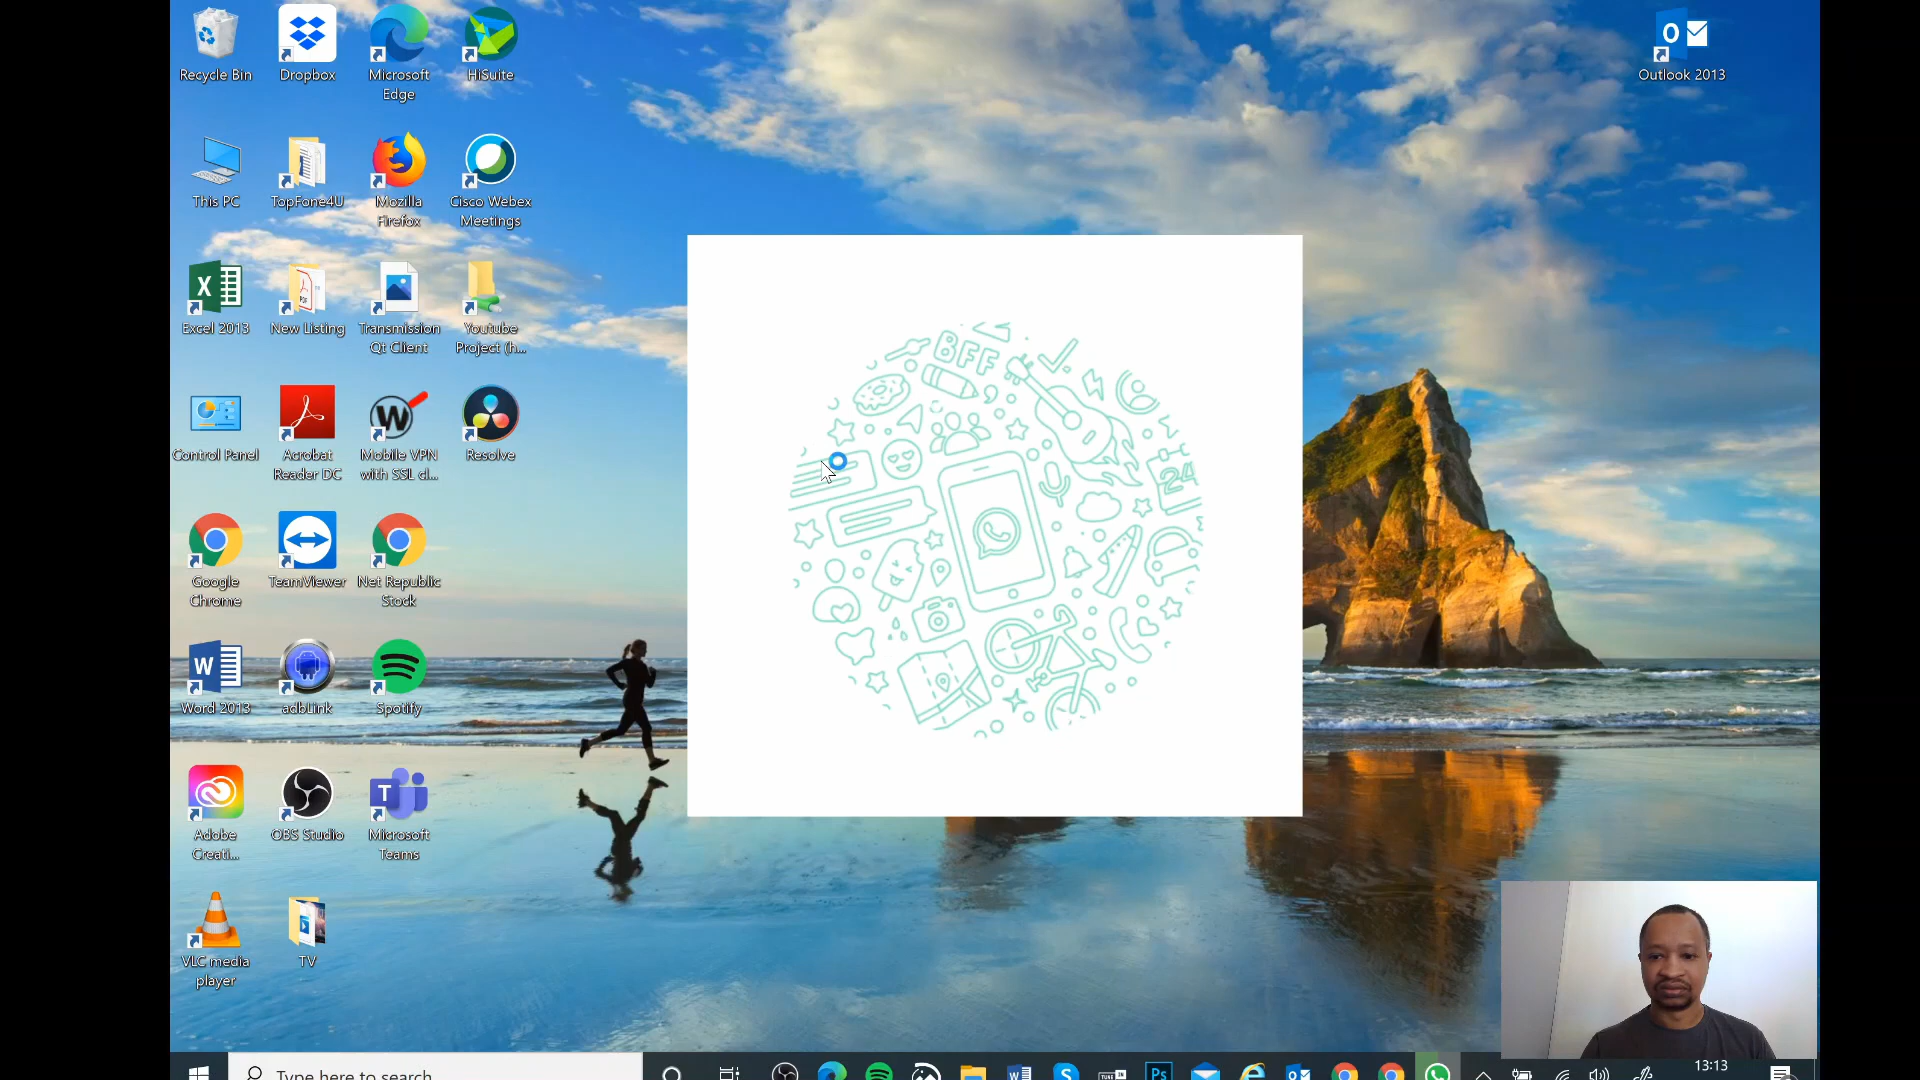 Recycle Bin
Dropbox
Microsoft
Edge
HiSuite
Outlook 2013
This PC
TopFone4U
Mozilla
Firefox
Cisco Webex
Meetings
Excel 2013
New Listing
Transmission
Qt Client
Youtube
Project (h...
Control Panel
Acrobat
Reader DC
Mobile VPN
with SSL cl...
Resolve
Google
Chrome
TeamViewer
Net Republic
Stock
Word 2013
adbLink
Spotify
Adobe
Creati...
OBS Studio
Microsoft
Teams
VLC media
player
TV
BFF
24
Type here to search
Ps
13:13